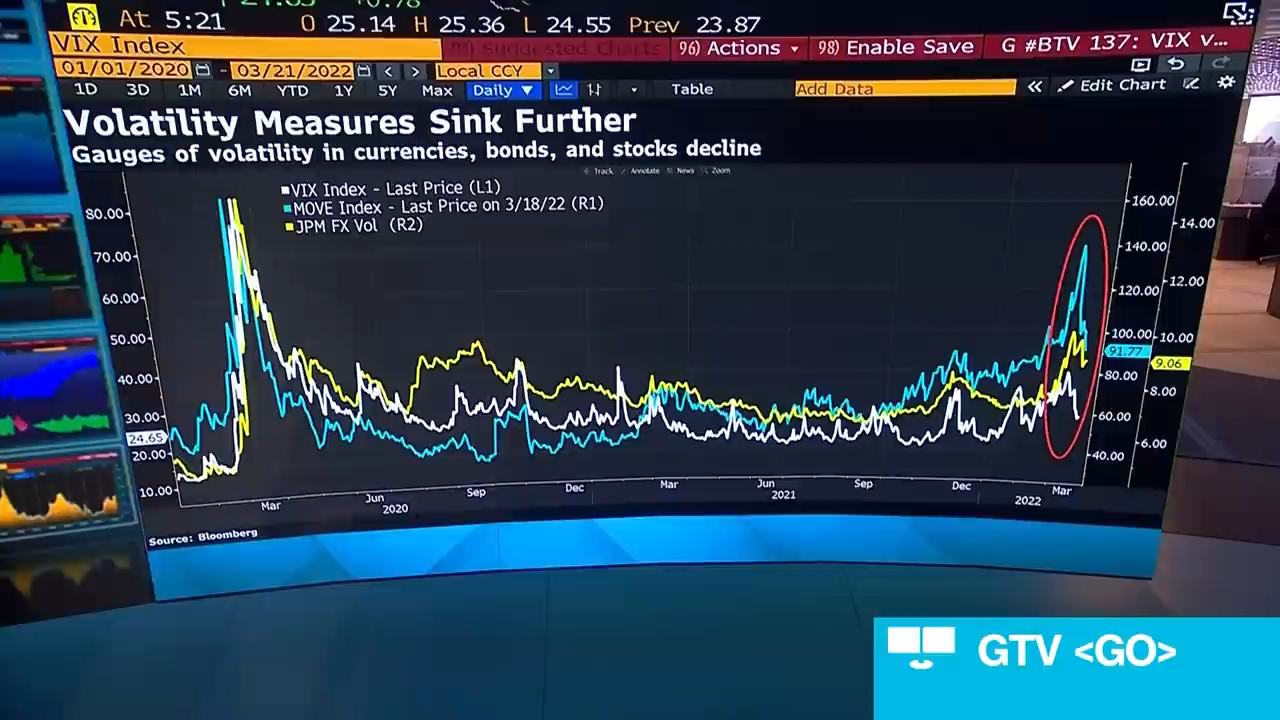 At 5:21 O 25.14 H 25.36 L 24.55 Prev 23.87
VIX Index 96) Actions 98) Enable Save G #BTV 137: VIX v...
01/01/2020 - 03/21/2022 Local CCY
1D 3D 1M 6M YTD 1Y 5Y Max Daily Table Add Data « Edit Chart
Volatility Measures Sink Further
Gauges of volatility in currencies, bonds, and stocks decline
Track Annotate News Zoom
VIX Index - Last Price (L1)
MOVE Index - Last Price on 3/18/22 (R1)
JPM FX Vol (R2)
80.00
70.00
60.00
50.00
40.00
30.00
24.65
20.00
10.00
160.00
140.00
120.00
100.00
91.77
80.00
60.00
40.00
14.00
12.00
10.00
9.06
8.00
6.00
Mar Jun Sep Dec Mar Jun Sep Dec Mar
2020 2021 2022
Source: Bloomberg
GTV <GO>